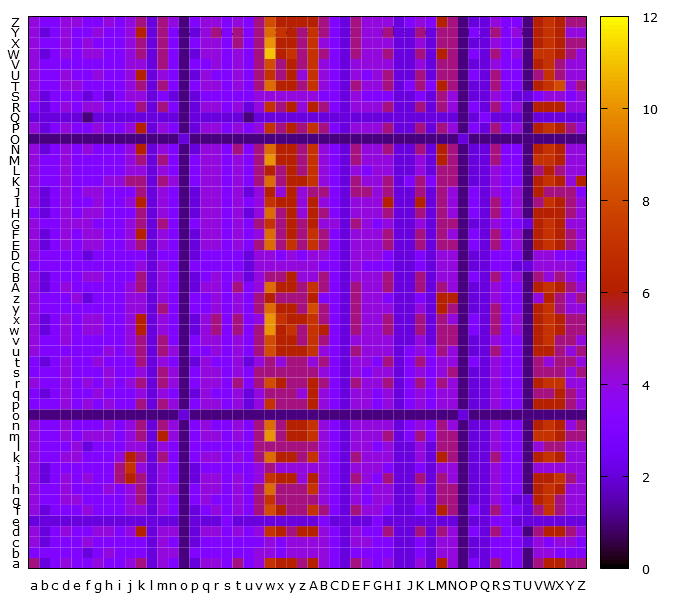 Z
Y
X
W
V
U
T
S
R
Q
P
O
N
M
L
K
J
I
H
G
F
E
D
C
B
A
z
y
x
w
v
u
t
s
r
q
p
o
n
m
l
k
j
i
h
g
f
e
d
c
b
a
a b c d e f g h i j k l m n o p q r s t u v w x y z A B C D E F G H I J K L M N O P Q R S T U V W X Y Z
12
10
8
6
4
2
0